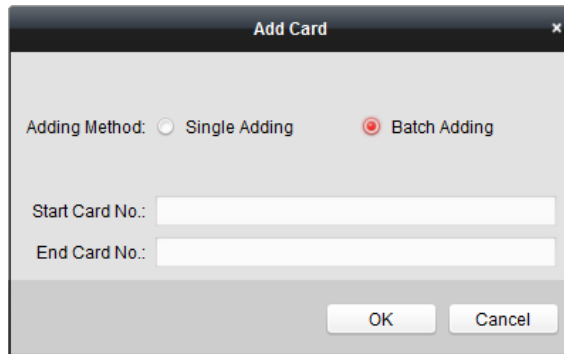 Add Card ×
Adding Method: Single Adding Batch Adding
Start Card No.:
End Card No.:
OK Cancel